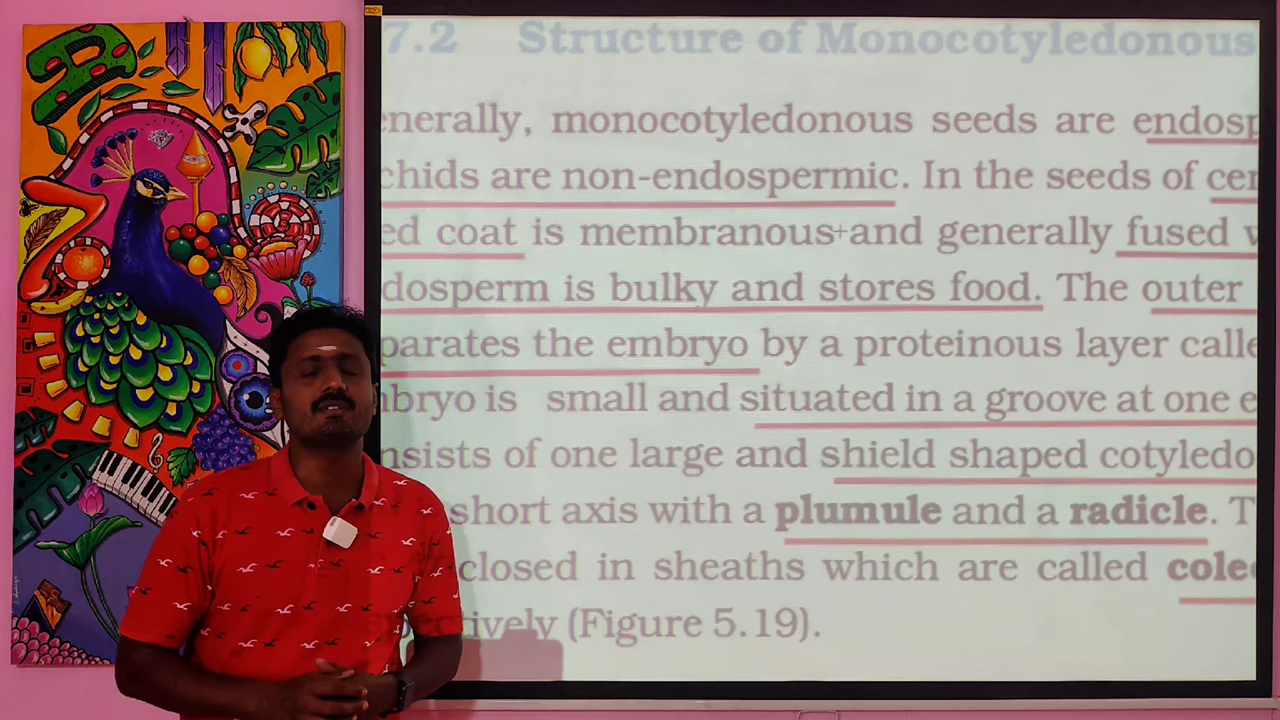 7.2 Structure of Monocotyledonous
enerally, monocotyledonous seeds are endosp
chids are non-endospermic. In the seeds of cer
ed coat is membranous and generally fused w
dosperm is bulky and stores food. The outer
parates the embryo by a proteinous layer calle
nbryo is small and situated in a groove at one e
nsists of one large and shield shaped cotyledo
short axis with a plumule and a radicle. T
closed in sheaths which are called coleo
spectively (Figure 5.19).